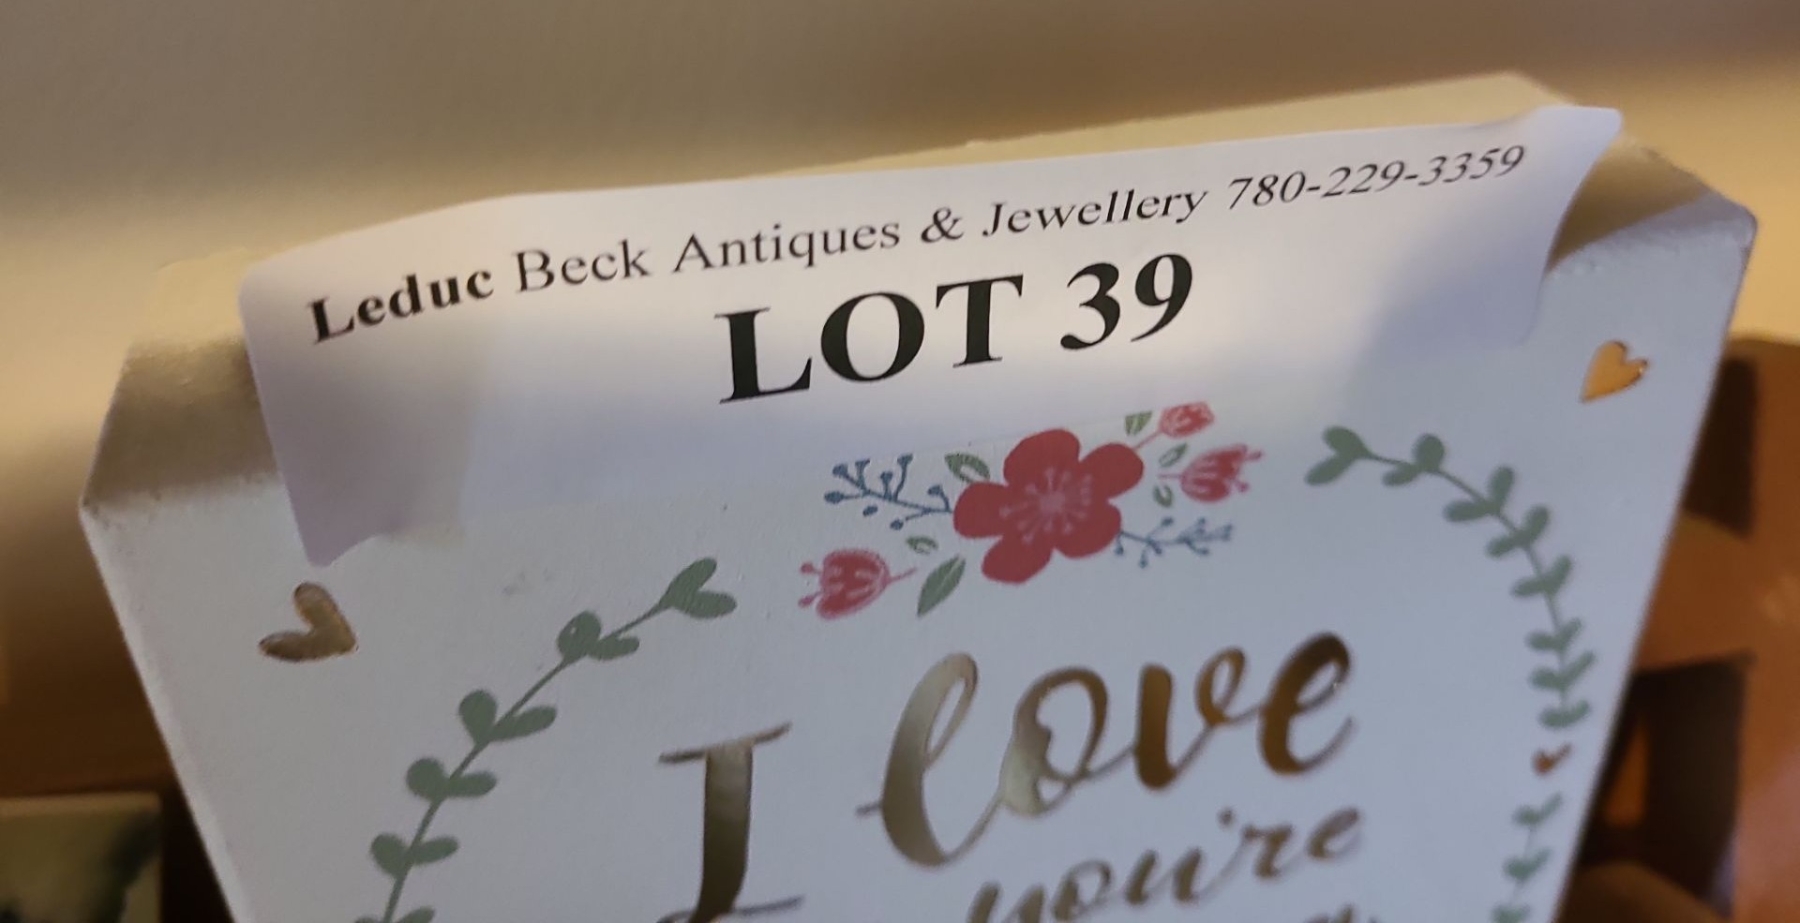 Leduc Beck Antiques & Jewellery 780-229-3359
LOT 39
I love
you're